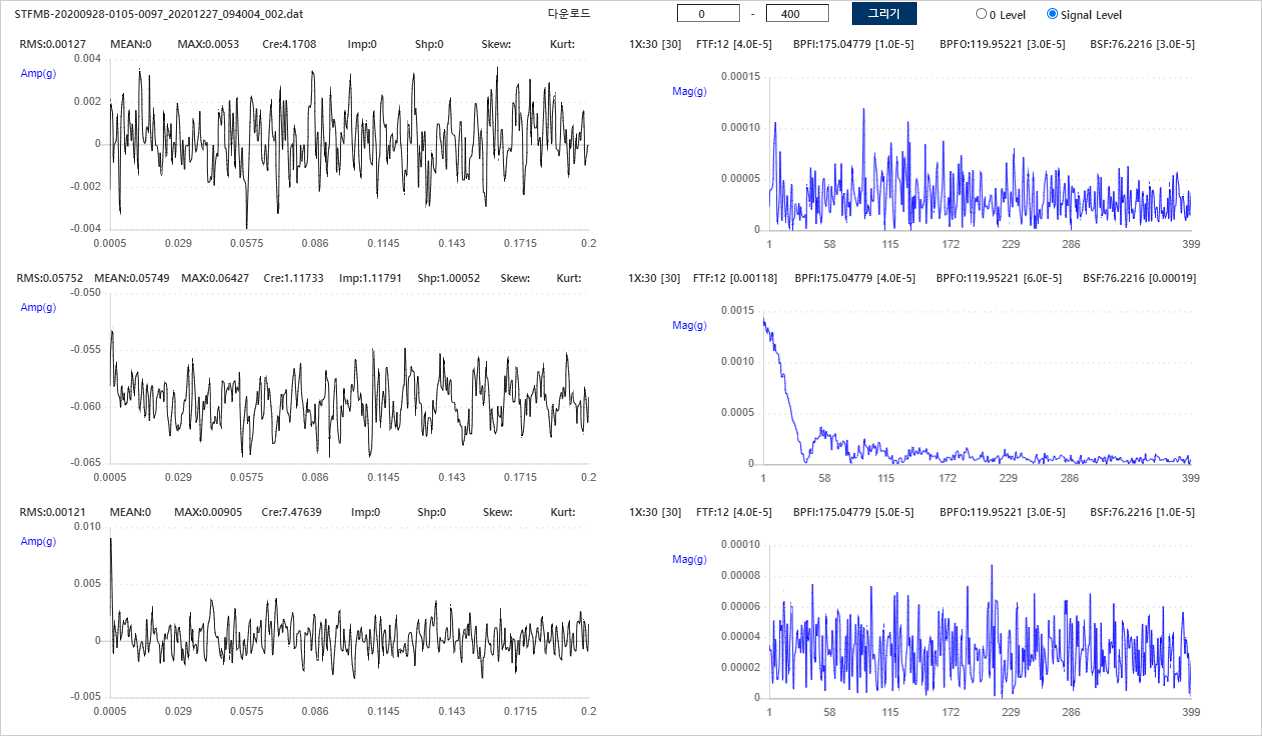 STFMB-20200928-0105-0097_20201227_094004_002.dat 다운로드 0 - 400 그리기 0 Level Signal Level
RMS:0.00127 MEAN:0 MAX:0.0053 Cre:4.1708 Imp:0 Shp:0 Skew: Kurt:
Amp(g)
0.004
0.002
0
-0.002
-0.004
0.0005 0.029 0.0575 0.086 0.1145 0.143 0.1715 0.2
1X:30 [30] FTF:12 [4.0E-5] BPFI:175.04779 [1.0E-5] BPFO:119.95221 [3.0E-5] BSF:76.2216 [3.0E-5]
Mag(g)
0.00015
0.00010
0.00005
0
1 58 115 172 229 286 399
RMS:0.05752 MEAN:0.05749 MAX:0.06427 Cre:1.11733 Imp:1.11791 Shp:1.00052 Skew: Kurt:
Amp(g)
-0.050
-0.055
-0.060
-0.065
0.0005 0.029 0.0575 0.086 0.1145 0.143 0.1715 0.2
1X:30 [30] FTF:12 [0.00118] BPFI:175.04779 [4.0E-5] BPFO:119.95221 [6.0E-5] BSF:76.2216 [0.00019]
Mag(g)
0.0015
0.0010
0.0005
0
1 58 115 172 229 286 399
RMS:0.00121 MEAN:0 MAX:0.00905 Cre:7.47639 Imp:0 Shp:0 Skew: Kurt:
Amp(g)
0.010
0.005
0
-0.005
0.0005 0.029 0.0575 0.086 0.1145 0.143 0.1715 0.2
1X:30 [30] FTF:12 [4.0E-5] BPFI:175.04779 [5.0E-5] BPFO:119.95221 [3.0E-5] BSF:76.2216 [1.0E-5]
Mag(g)
0.00010
0.00008
0.00006
0.00004
0.00002
0
1 58 115 172 229 286 399